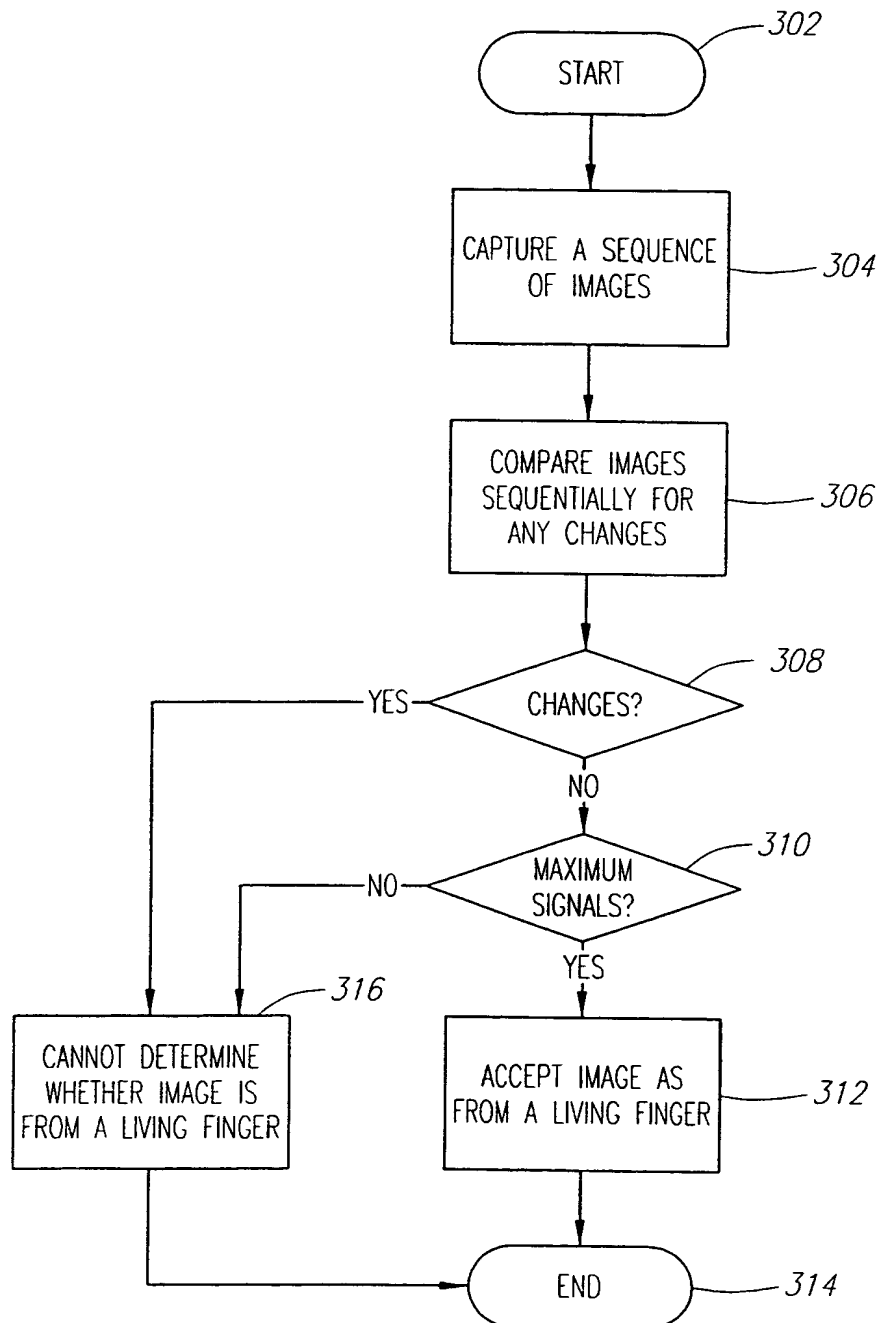 302
START
CAPTURE A SEQUENCE
OF IMAGES
304
COMPARE IMAGES
SEQUENTIALLY FOR
ANY CHANGES
306
308
YES
CHANGES?
NO
310
NO
MAXIMUM
SIGNALS?
YES
316
CANNOT DETERMINE
WHETHER IMAGE IS
FROM A LIVING FINGER
ACCEPT IMAGE AS
FROM A LIVING FINGER
312
END
314